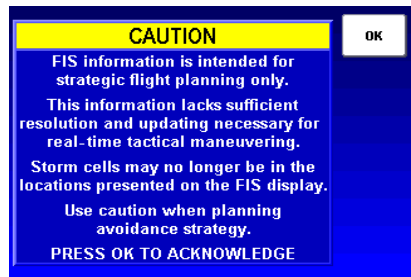 CAUTION
OK
FIS information is intended for
strategic flight planning only.
This information lacks sufficient
resolution and updating necessary for
real-time tactical maneuvering.
Storm cells may no longer be in the
locations presented on the FIS display.
Use caution when planning
avoidance strategy.
PRESS OK TO ACKNOWLEDGE